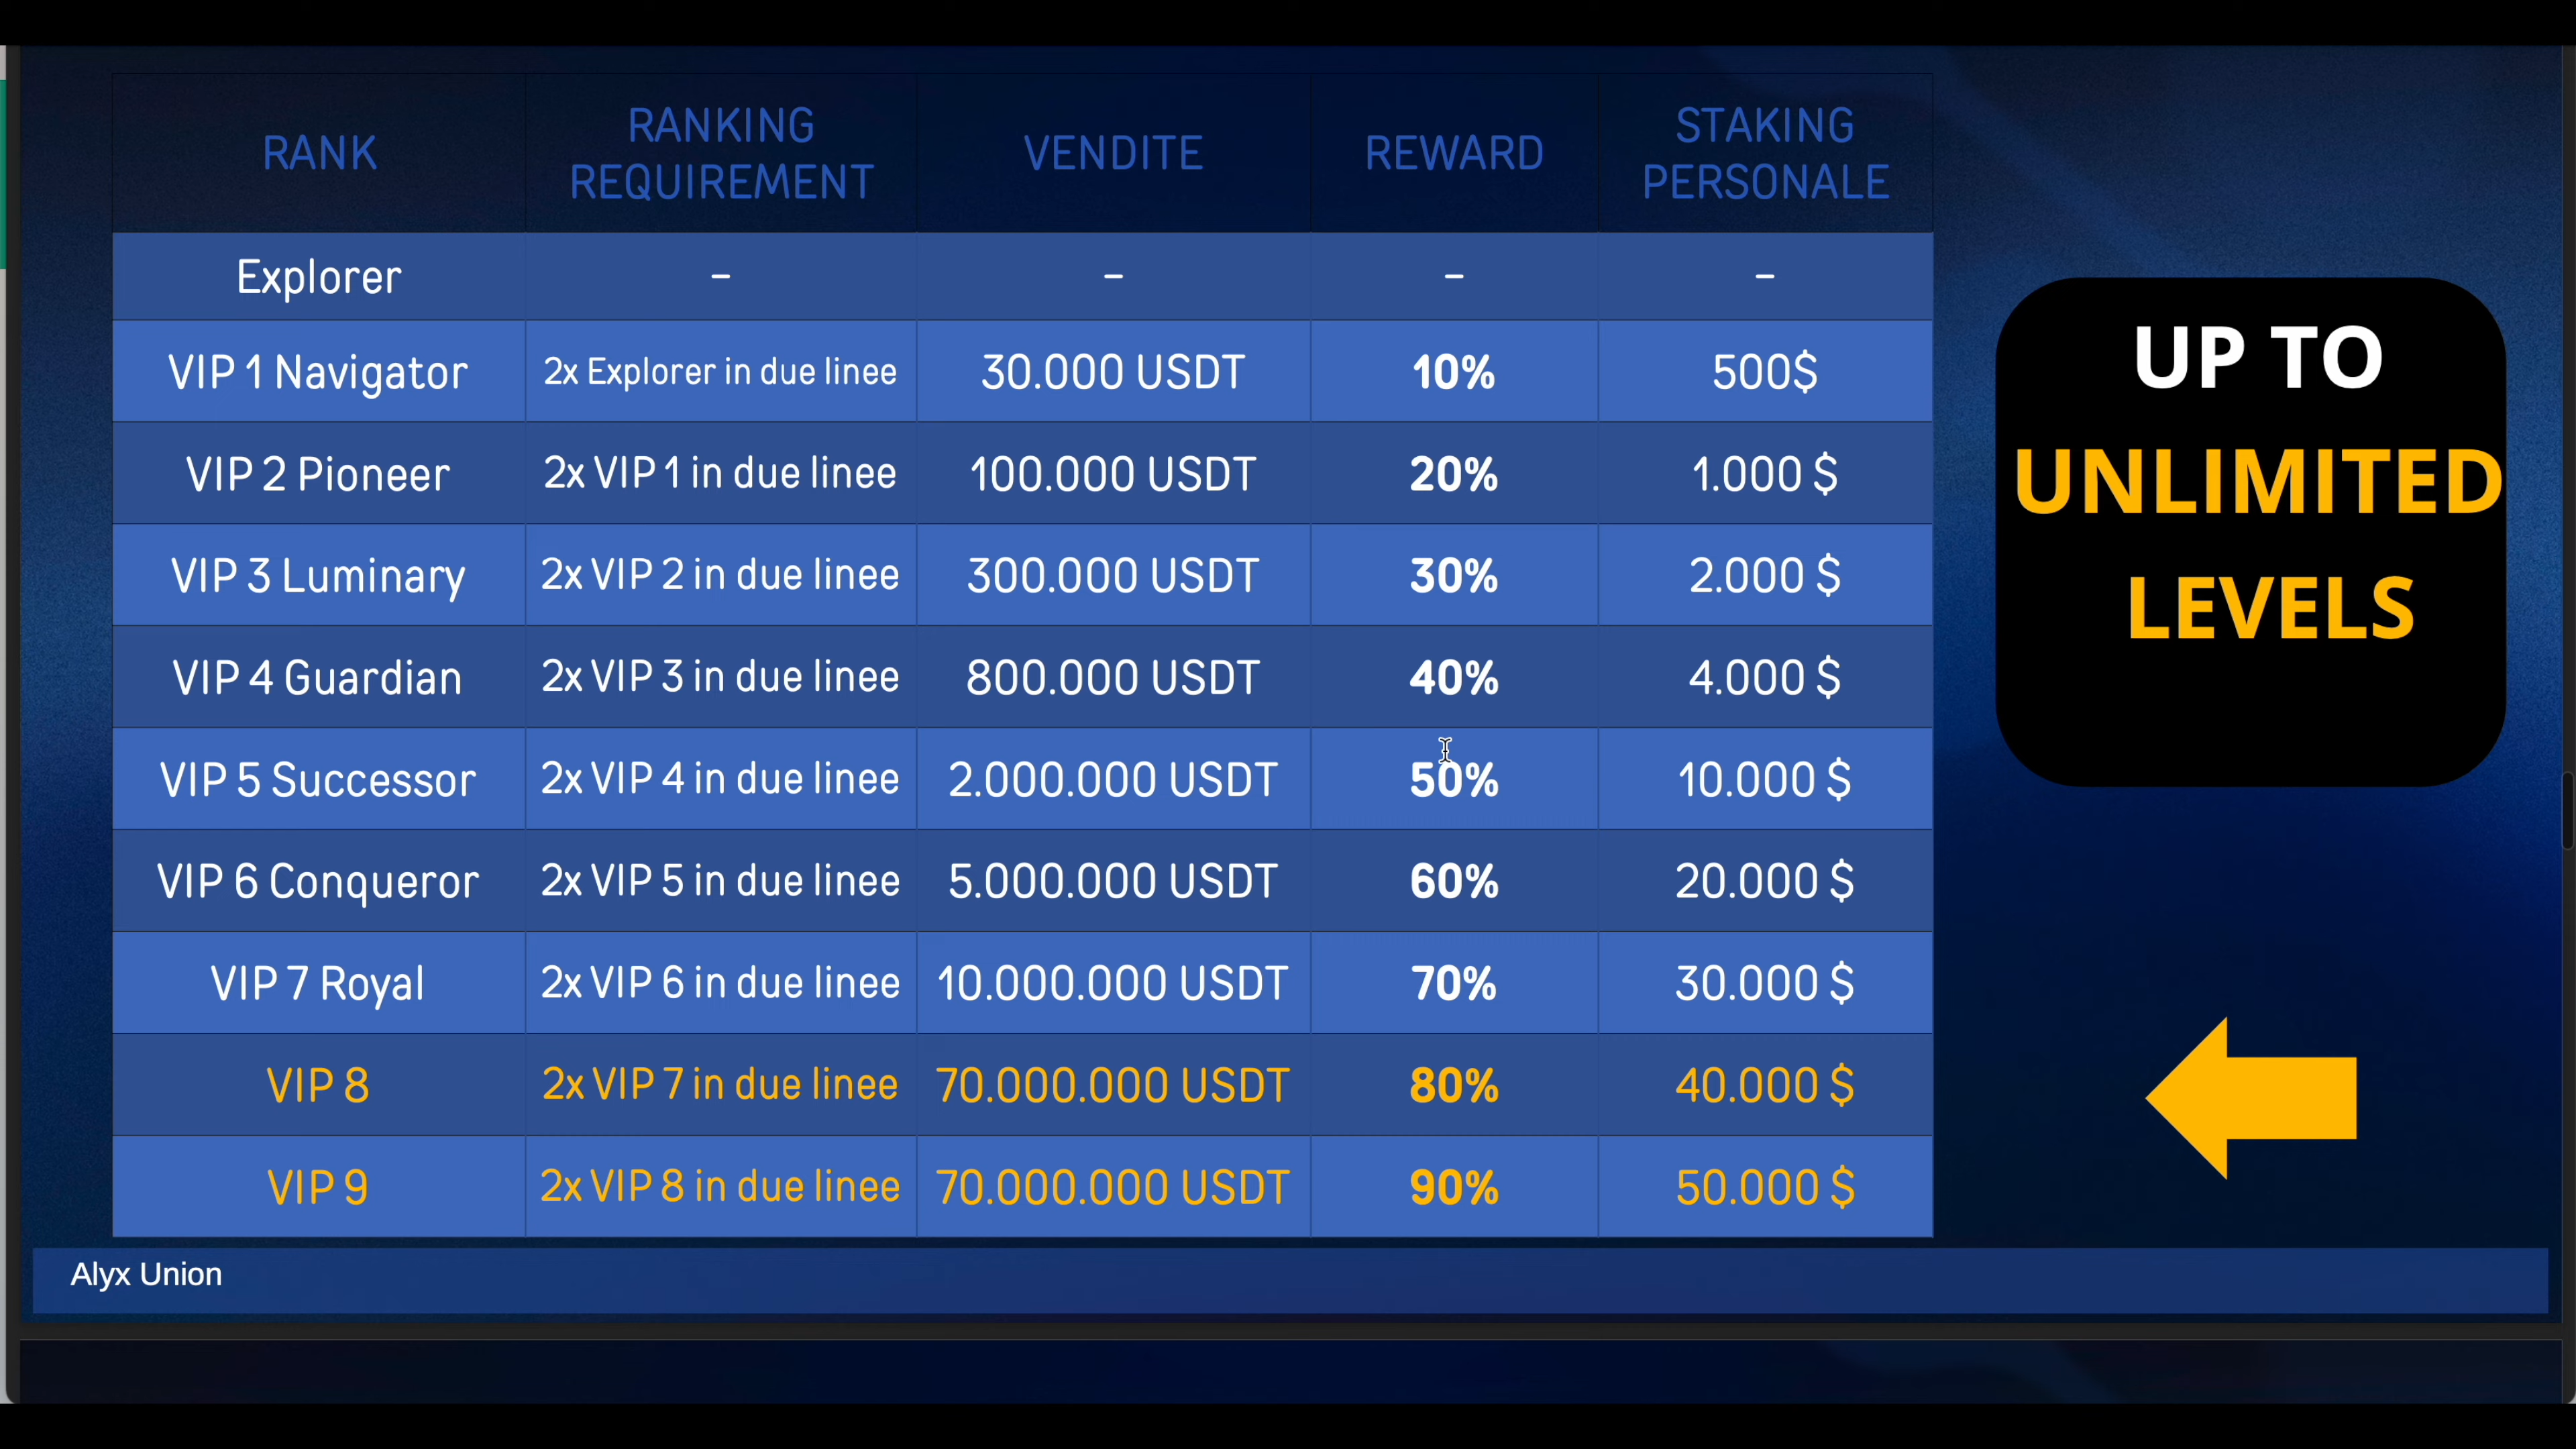 RANK RANKING REQUIREMENT VENDITE REWARD STAKING PERSONALE
Explorer – – – –
VIP 1 Navigator 2x Explorer in due linee 30.000 USDT 10% 500$
VIP 2 Pioneer 2x VIP 1 in due linee 100.000 USDT 20% 1.000 $
VIP 3 Luminary 2x VIP 2 in due linee 300.000 USDT 30% 2.000 $
VIP 4 Guardian 2x VIP 3 in due linee 800.000 USDT 40% 4.000 $
VIP 5 Successor 2x VIP 4 in due linee 2.000.000 USDT 50% 10.000 $
VIP 6 Conqueror 2x VIP 5 in due linee 5.000.000 USDT 60% 20.000 $
VIP 7 Royal 2x VIP 6 in due linee 10.000.000 USDT 70% 30.000 $
VIP 8 2x VIP 7 in due linee 70.000.000 USDT 80% 40.000 $
VIP 9 2x VIP 8 in due linee 70.000.000 USDT 90% 50.000 $
UP TO
UNLIMITED
LEVELS
Alyx Union